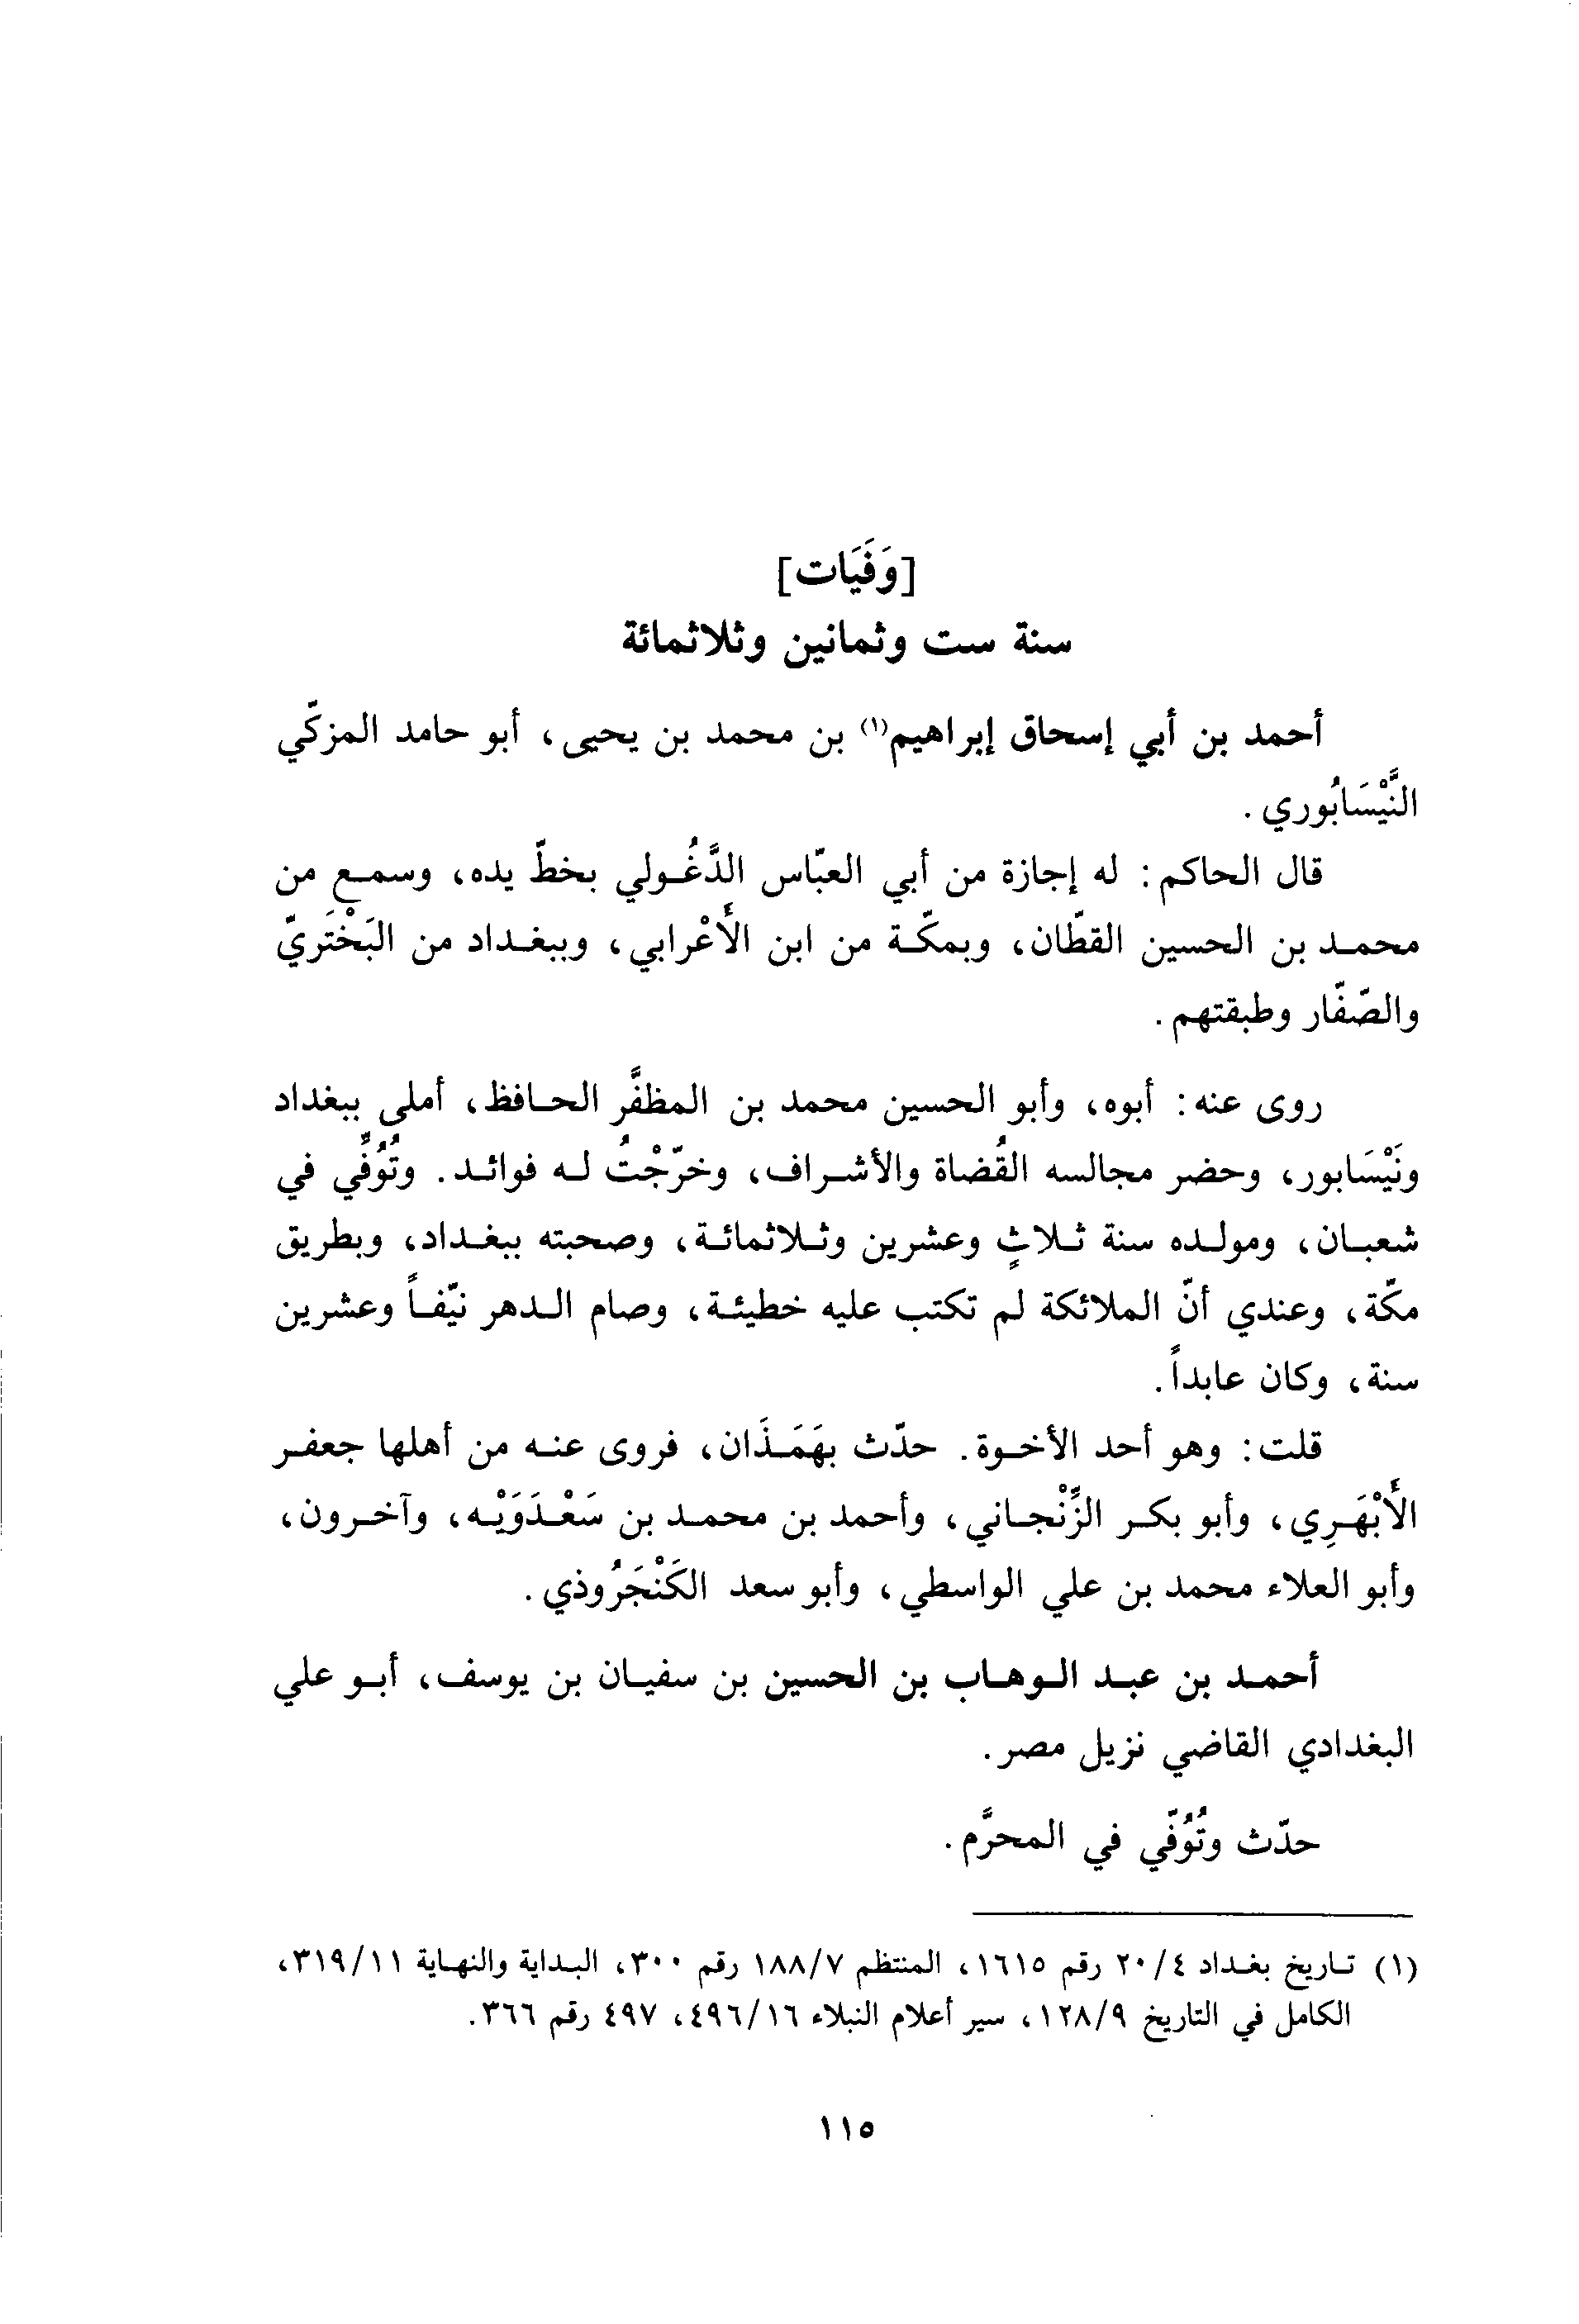 [وَفَيَات]
سنة ست وثمانين وثلاثمائة
أحمد بن أبي إسحاق إبراهيم(١) بن محمد بن يحيى، أبو حامد المزكّي
النَّيْسَابُوري.
قال الحاكم: له إجازة من أبي العبّاس الدَّغُولي بخطّ يده، وسمع من
محمد بن الحسين القطّان، وبمكّة من ابن الأَعْرابي، وببغداد من البَخْتَريّ
والصّفّار وطبقتهم.
روى عنه: أبوه، وأبو الحسين محمد بن المظفَّر الحافظ، أملى ببغداد
ونَيْسَابور، وحضر مجالسه القُضاة والأشراف، وخرّجْتُ له فوائد. وتُوُفِّي في
شعبان، ومولده سنة ثلاثٍ وعشرين وثلاثمائة، وصحبته ببغداد، وبطريق
مكّة، وعندي أنّ الملائكة لم تكتب عليه خطيئة، وصام الدهر نيّفاً وعشرين
سنة، وكان عابداً.
قلت: وهو أحد الأخوة. حدّث بهَمَذَان، فروى عنه من أهلها جعفر
الأَبْهَرِي، وأبو بكر الزِّنْجاني، وأحمد بن محمد بن سَعْدَوَيْه، وآخرون،
وأبو العلاء محمد بن علي الواسطي، وأبو سعد الكَنْجَرُوذي.
أحمد بن عبد الوهاب بن الحسين بن سفيان بن يوسف، أبو علي
البغدادي القاضي نزيل مصر.
حدّث وتُوُفّي في المحرَّم.
(١) تاريخ بغداد ٢٠/٤ رقم ١٦١٥، المنتظم ١٨٨/٧ رقم ٣٠٠، البداية والنهاية ٣١٩/١١،
الكامل في التاريخ ١٢٨/٩، سير أعلام النبلاء ٤٩٦/١٦، ٤٩٧ رقم ٣٦٦.
١١٥